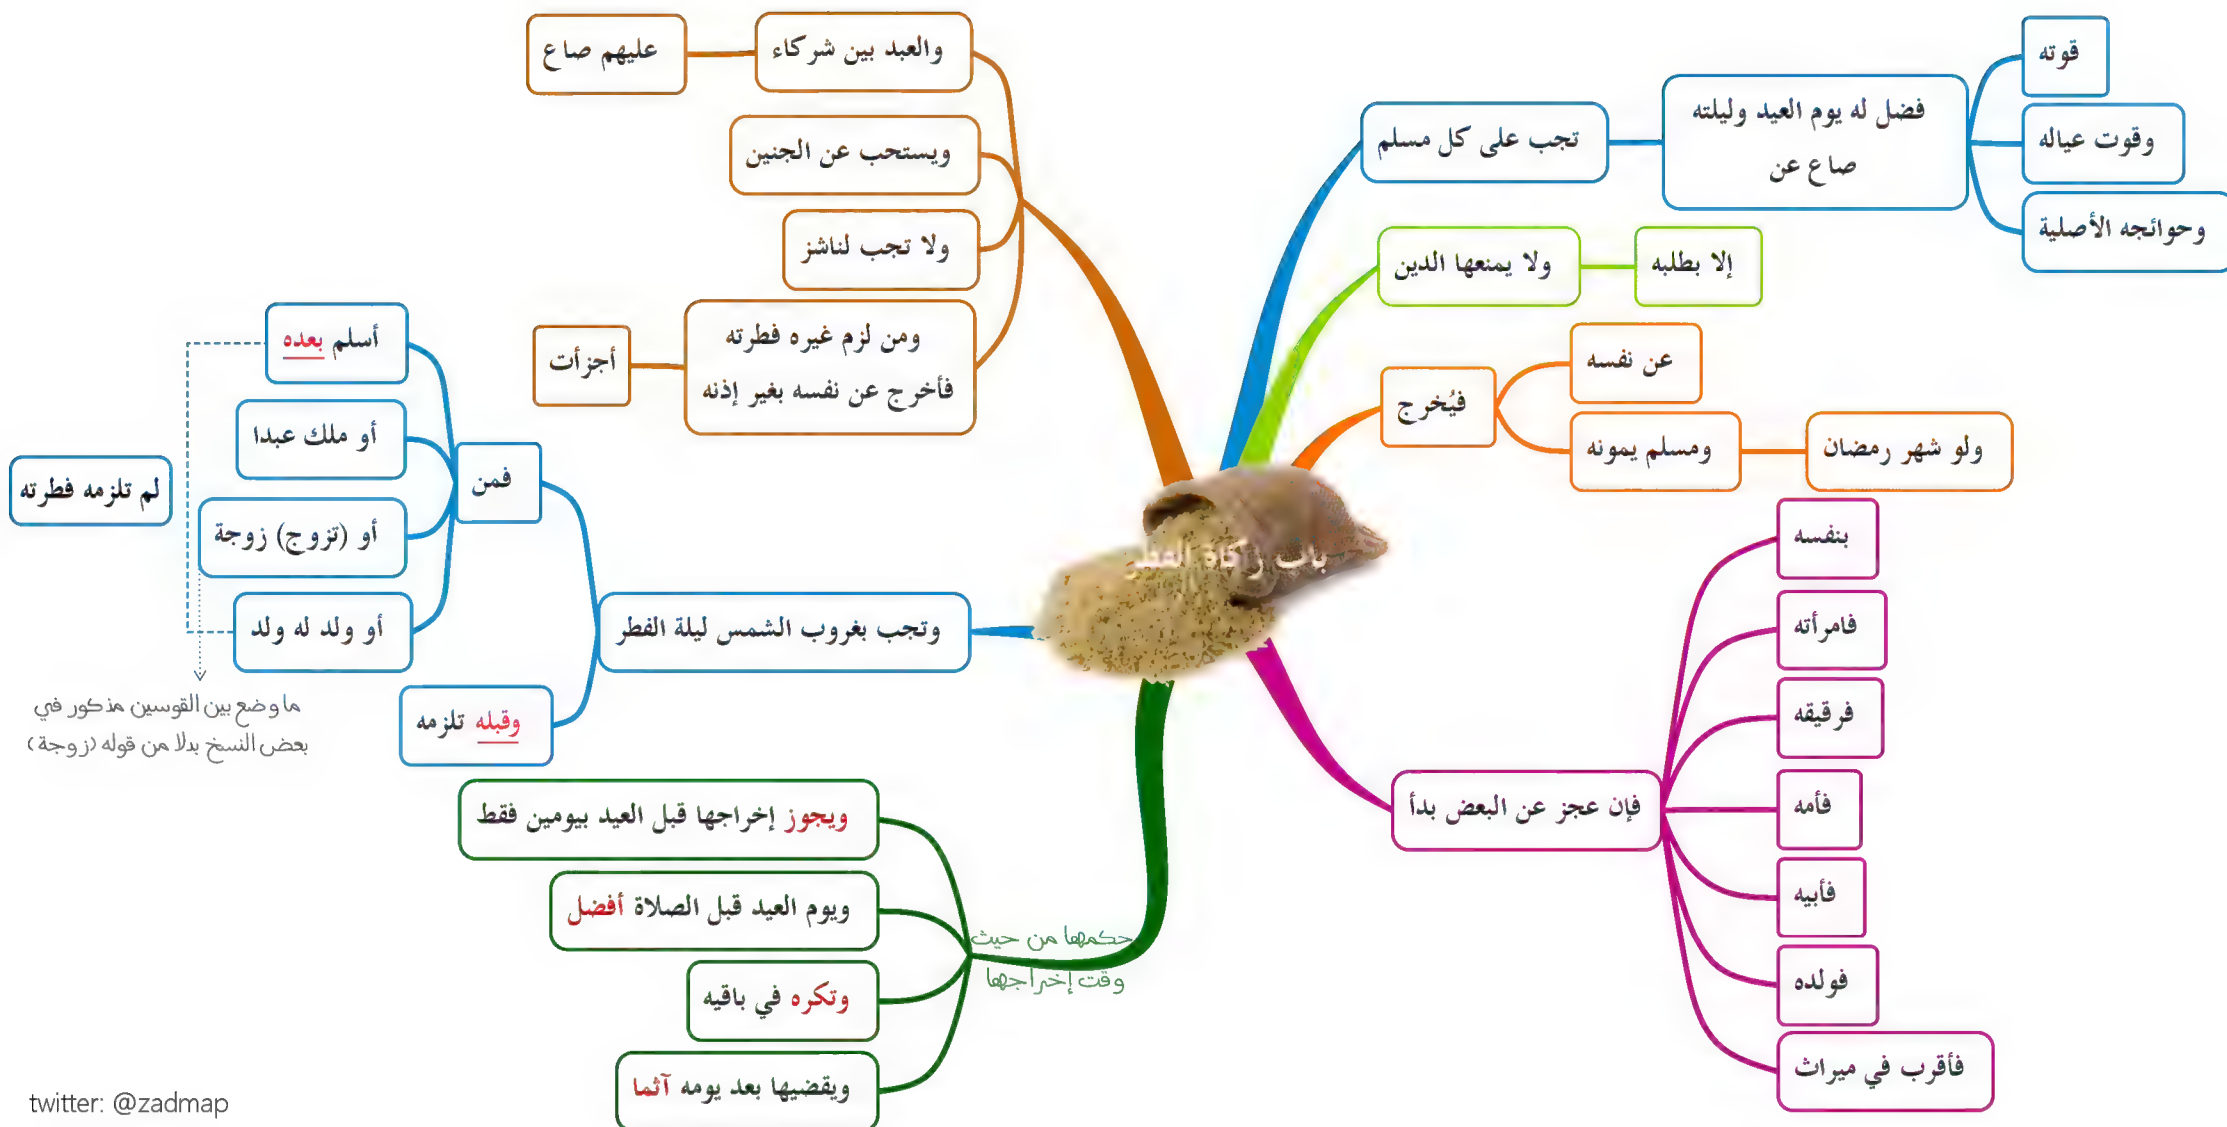 باب زكاة الفطر
تجب على كل مسلم
فضل له يوم العيد وليلته
صاع عن
قوته
وقوت عياله
وحوائجه الأصلية
ولا يمنعها الدين
إلا بطلبه
فيُخرج
عن نفسه
ومسلم يمونه
ولو شهر رمضان
فإن عجز عن البعض بدأ
بنفسه
فامرأته
فرقيقه
فأمه
فأبيه
فولده
فأقرب في ميراث
والعبد بين شركاء
عليهم صاع
ويستحب عن الجنين
ولا تجب لناشز
ومن لزم غيره فطرته
فأخرج عن نفسه بغير إذنه
أجزأت
وتجب بغروب الشمس ليلة الفطر
فمن
أسلم بعده
أو ملك عبدا
أو (تزوج) زوجة
أو ولد له ولد
لم تلزمه فطرته
وقبله تلزمه
ما وضع بين القوسين مذكور في
بعض النسخ بدلا من قوله (زوجة)
حكمها من حيث
وقت إخراجها
ويجوز إخراجها قبل العيد بيومين فقط
ويوم العيد قبل الصلاة أفضل
وتكره في باقيه
ويقضيها بعد يومه آثما
twitter: @zadmap